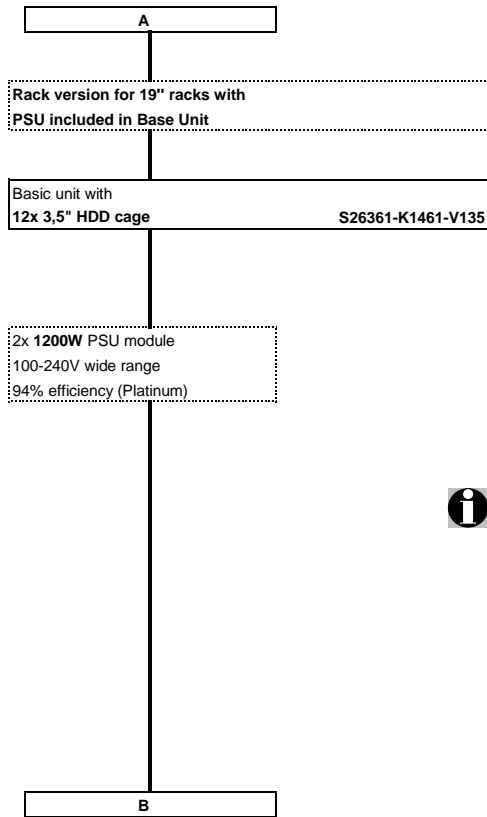 A
Rack version for 19" racks with
PSU included in Base Unit
Basic unit with
12x 3,5" HDD cage S26361-K1461-V135
2x 1200W PSU module
100-240V wide range
94% efficiency (Platinum)
i
B